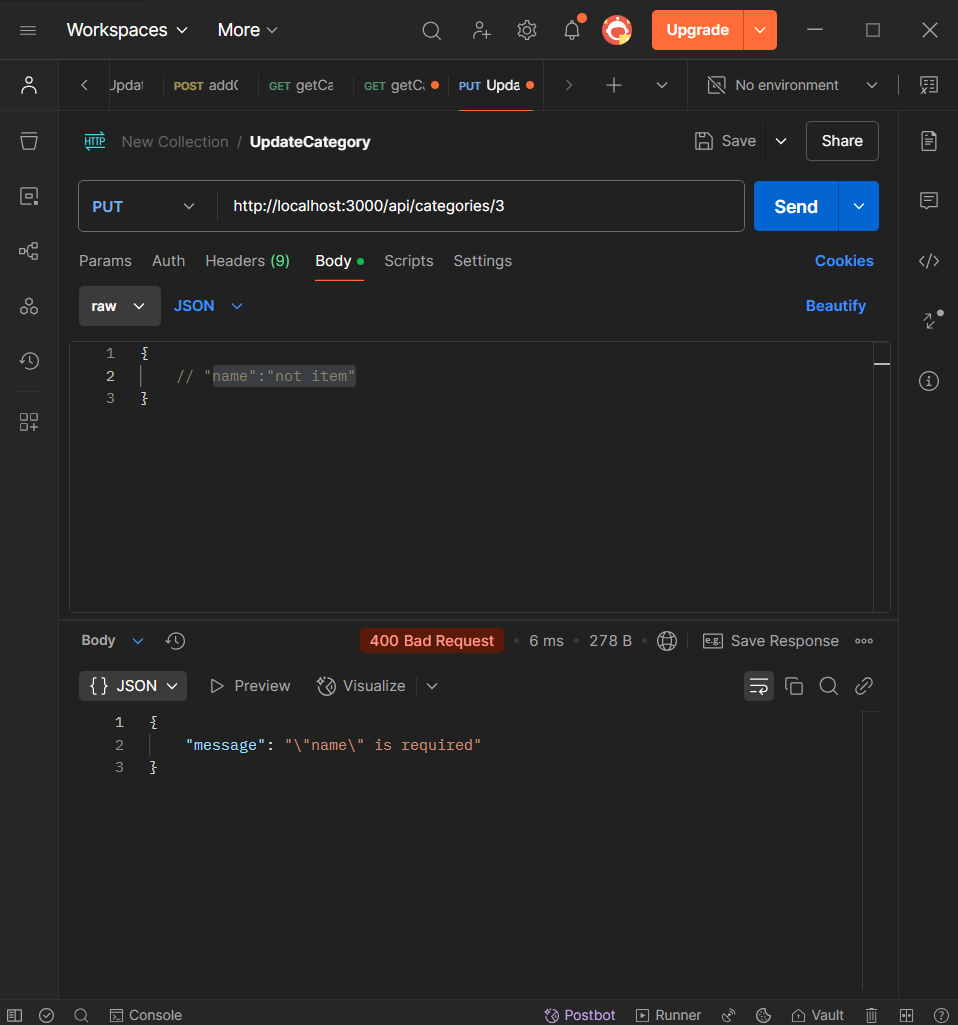 Workspaces More Upgrade
Updat POST addC GET getCa GET getC PUT Upda No environment
HTTP New Collection / UpdateCategory Save Share
PUT http://localhost:3000/api/categories/3 Send
Params Auth Headers (9) Body Scripts Settings Cookies
raw JSON Beautify
1 {
2 // "name":"not item"
3 }
Body 400 Bad Request • 6 ms • 278 B • e.g. Save Response
{} JSON Preview Visualize
1 {
2 "message": "\"name\" is required"
3 }
Console Postbot Runner Vault